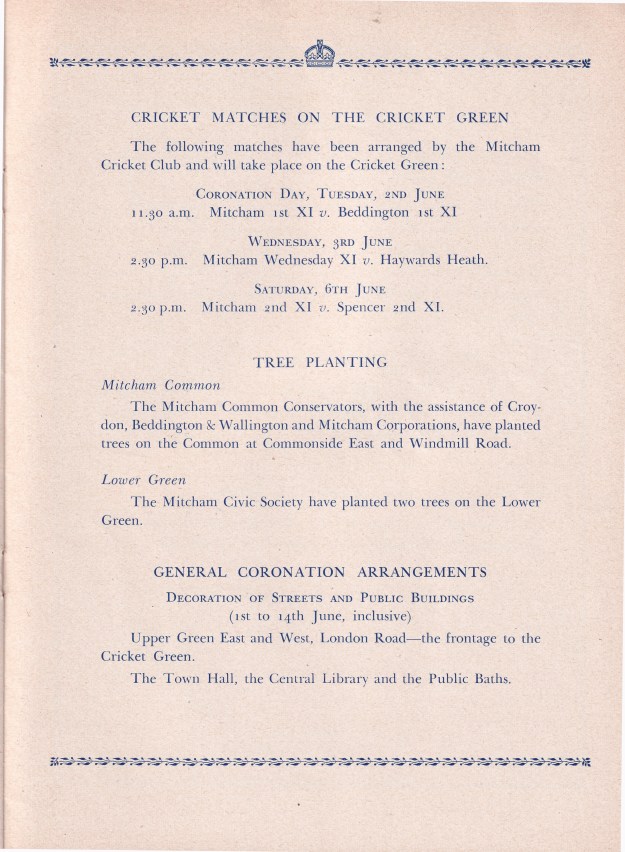 CRICKET MATCHES ON THE CRICKET GREEN
The following matches have been arranged by the Mitcham
Cricket Club and will take place on the Cricket Green:
Coronation Day, Tuesday, 2nd June
11.30 a.m. Mitcham 1st XI v. Beddington 1st XI
Wednesday, 3rd June
2.30 p.m. Mitcham Wednesday XI v. Haywards Heath.
Saturday, 6th June
2.30 p.m. Mitcham 2nd XI v. Spencer 2nd XI.
TREE PLANTING
Mitcham Common
The Mitcham Common Conservators, with the assistance of Croy-
don, Beddington & Wallington and Mitcham Corporations, have planted
trees on the Common at Commonside East and Windmill Road.
Lower Green
The Mitcham Civic Society have planted two trees on the Lower
Green.
GENERAL CORONATION ARRANGEMENTS
Decoration of Streets and Public Buildings
(1st to 14th June, inclusive)
Upper Green East and West, London Road—the frontage to the
Cricket Green.
The Town Hall, the Central Library and the Public Baths.